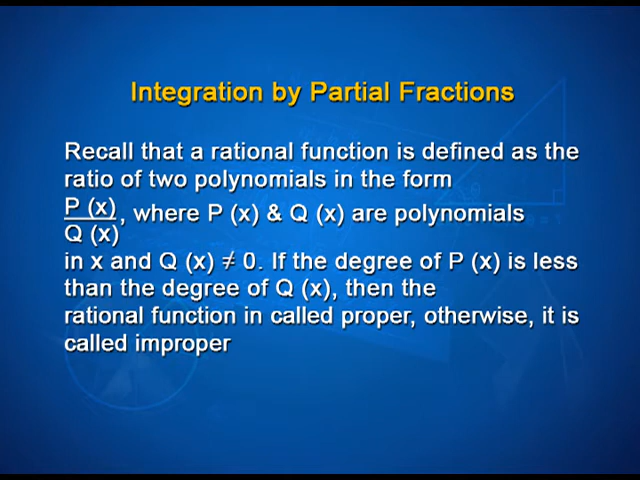 Integration by Partial Fractions
Recall that a rational function is defined as the
ratio of two polynomials in the form
P (x)
Q (x)
, where P (x) & Q (x) are polynomials
in x and Q (x) ≠ 0. If the degree of P (x) is less
than the degree of Q (x), then the
rational function in called proper, otherwise, it is
called improper